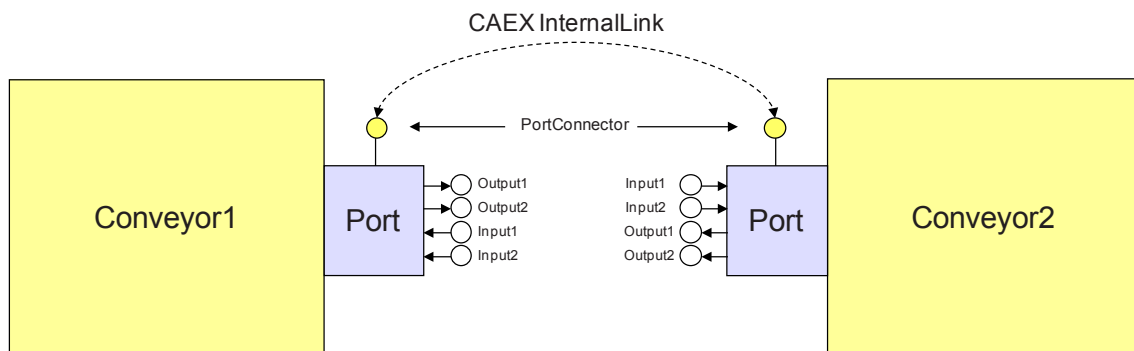 CAEX InternalLink
PortConnector
Conveyor1
Port
Output1
Output2
Input1
Input2
Input1
Input2
Output1
Output2
Port
Conveyor2